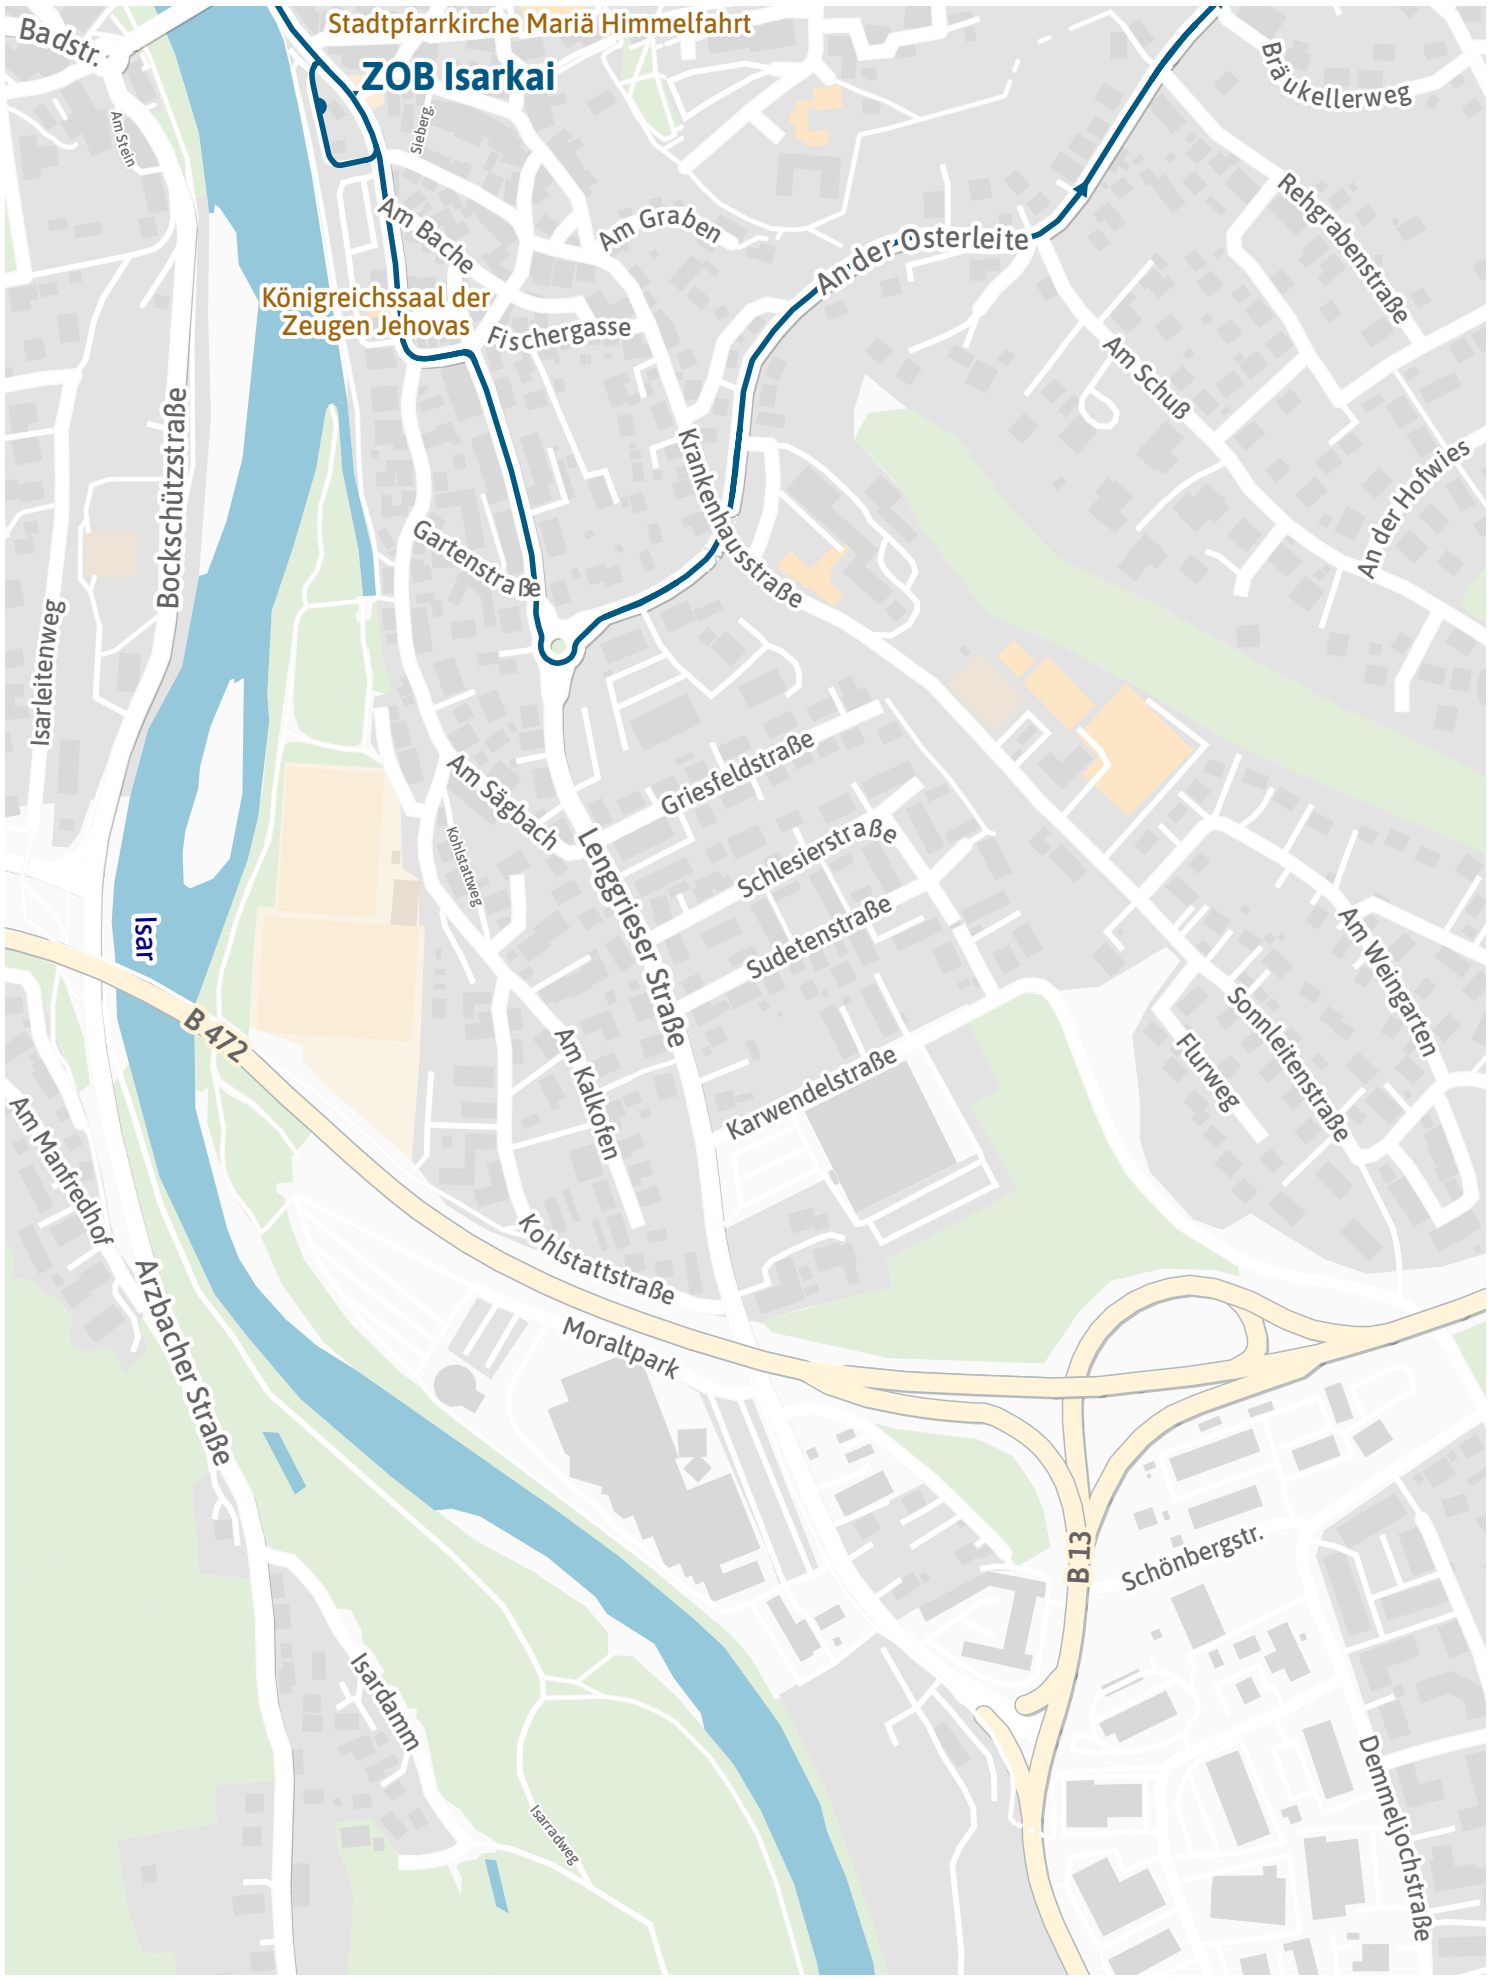 Stadtpfarrkirche Mariä Himmelfahrt
Badstr.
ZOB Isarkai
Bräukellerweg
Am Stein
Sieberg.
Rehgrabenstraße
Am Bache
Am Graben
An der Osterleite
Königreichssaal der
Zeugen Jehovas
Fischergasse
Am Schuß
Bockschützstraße
Krankenhausstraße
An der Hofwies
Gartenstraße
Isarleitenweg
Griesfeldstraße
Am Sägbach
Kohlstattweg
Lenggrieser Straße
Schlesierstraße
Sudetenstraße
Isar
Am Weingarten
B 472
Sonnleitenstraße
Am Kalkofen
Karwendelstraße
Flurweg
Am Manfredhof
Kohlstattstraße
Arzbacher Straße
Moraltpark
B 13
Schönbergstr.
Isardamm
Demmeljochstraße
Isarradweg